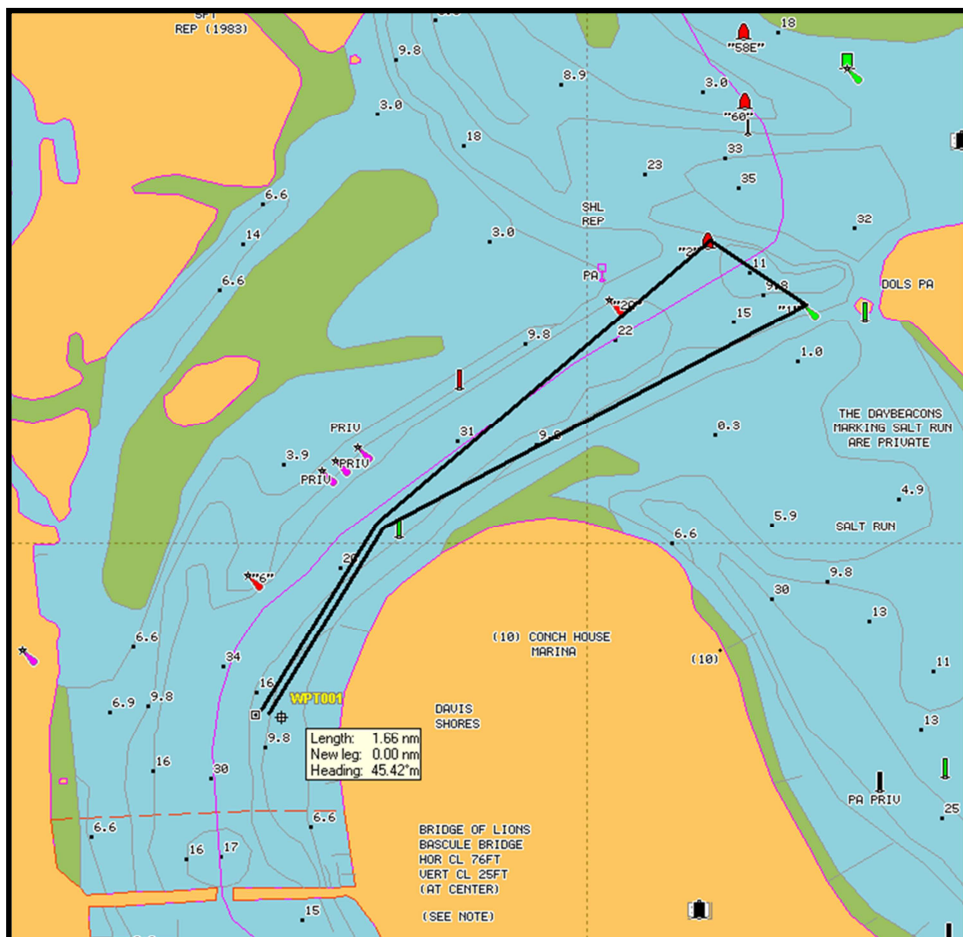 SPT
REP (1983)
18
"58E"
9.8
8.9
3.0
3.0
"60"
18
33
23
35
6.6
SHL
REP
32
14
3.0
"2"
PA
11
6.6
9.8
DOLS PA
"1"
15
9.8
22
1.0
PRIV
31
0.3
THE DAYBEACONS
MARKING SALT RUN
ARE PRIVATE
3.9
PRIV
PRIV
4.9
5.9
SALT RUN
6.6
"6"
9.8
30
13
(10) CONCH HOUSE
MARINA
6.6
(10)
34
11
16
WPT001
6.9
9.8
DAVIS
SHORES
13
9.8
Length: 1.66 nm
New leg: 0.00 nm
Heading: 45.42°m
16
30
PA PRIV
25
6.6
6.6
BRIDGE OF LIONS
BASCULE BRIDGE
HOR CL 76FT
VERT CL 25FT
(AT CENTER)
16
17
(SEE NOTE)
15